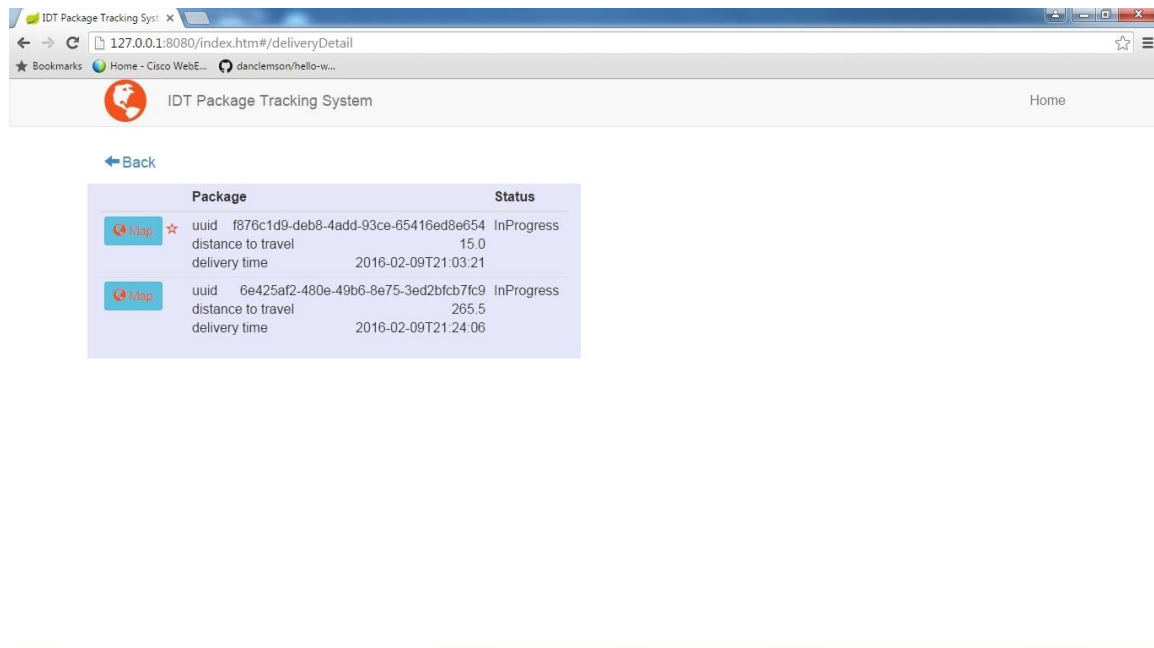 IDT Package Tracking Syst
127.0.0.1:8080/index.htm#/deliveryDetail
Bookmarks Home - Cisco WebE... danclemson/hello-w...
IDT Package Tracking System Home
Back
Package Status
Map uuid f876c1d9-deb8-4add-93ce-65416ed8e654 InProgress
distance to travel 15.0
delivery time 2016-02-09T21:03:21
Map uuid 6e425af2-480e-49b6-8e75-3ed2bfcb7fc9 InProgress
distance to travel 265.5
delivery time 2016-02-09T21:24:06